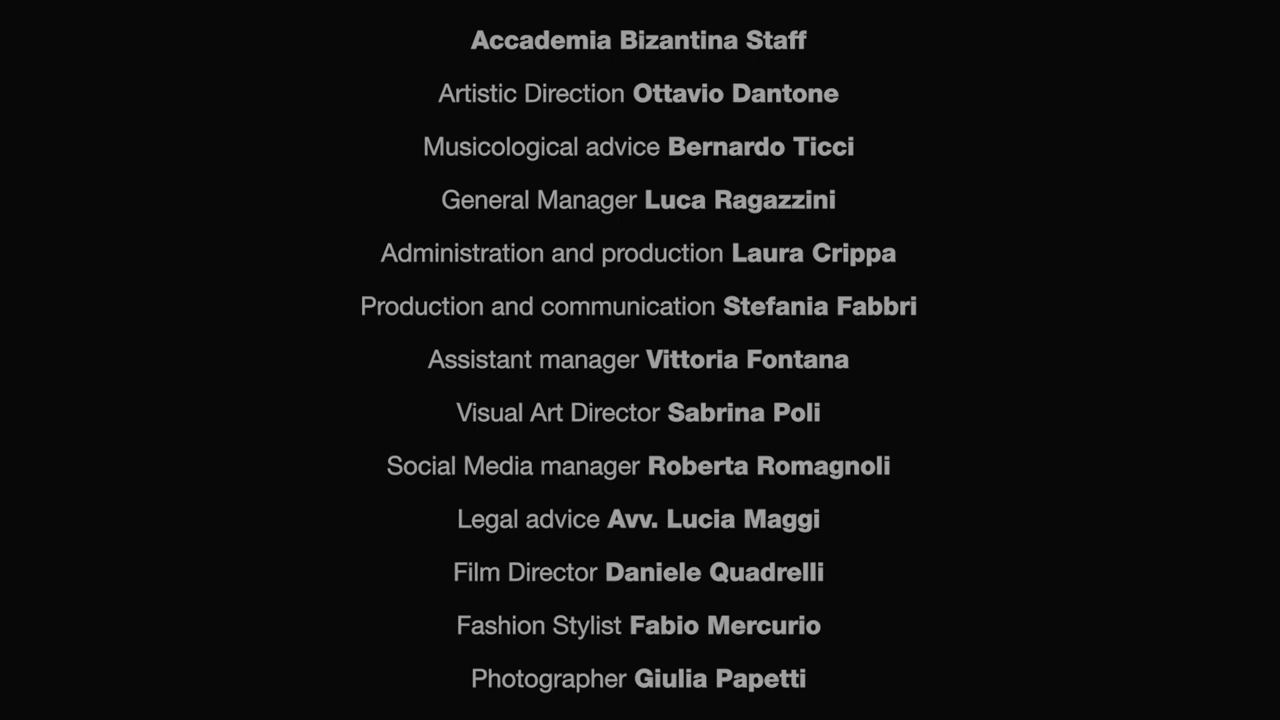 Accademia Bizantina Staff
Artistic Direction Ottavio Dantone
Musicological advice Bernardo Ticci
General Manager Luca Ragazzini
Administration and production Laura Crippa
Production and communication Stefania Fabbri
Assistant manager Vittoria Fontana
Visual Art Director Sabrina Poli
Social Media manager Roberta Romagnoli
Legal advice Avv. Lucia Maggi
Film Director Daniele Quadrelli
Fashion Stylist Fabio Mercurio
Photographer Giulia Papetti